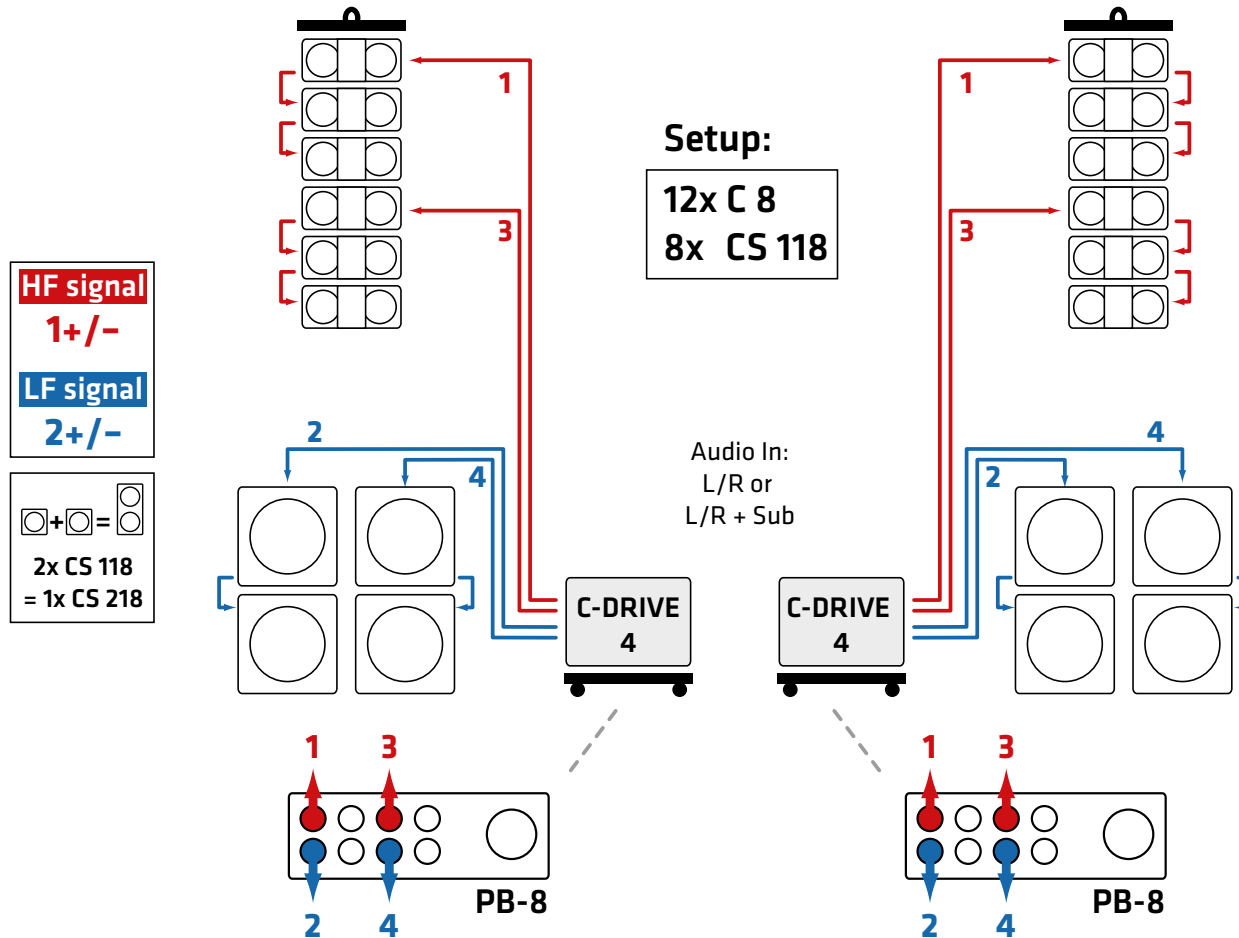 1
1
Setup:
12x C 8
8x CS 118
3
3
HF signal
1+/−
LF signal
2+/−
2
4
4
2
Audio In:
L/R or
L/R + Sub
+
=
2x CS 118
= 1x CS 218
C-DRIVE
4
C-DRIVE
4
1
3
1
3
PB-8
PB-8
2
4
2
4